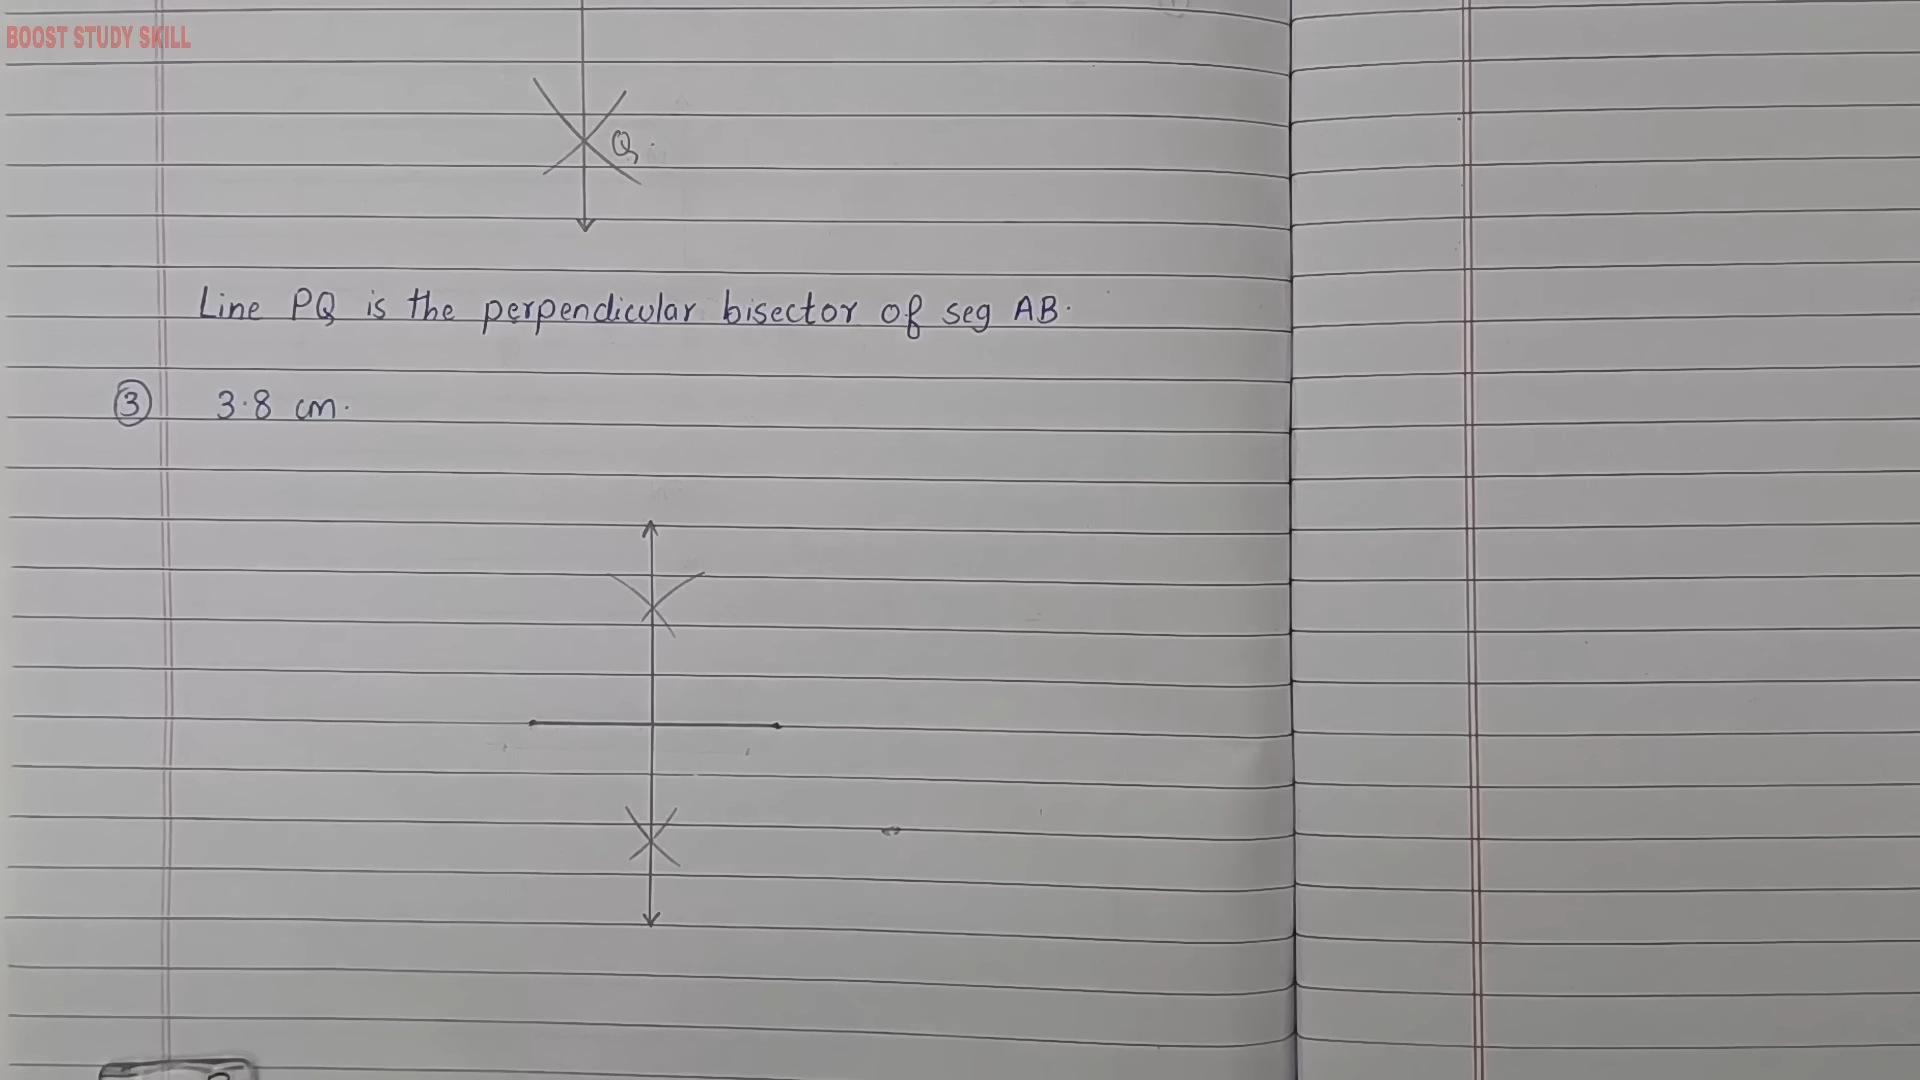 BOOST STUDY SKILL
Q.
Line PQ is the perpendicular bisector of seg AB.
3 3.8 cm.